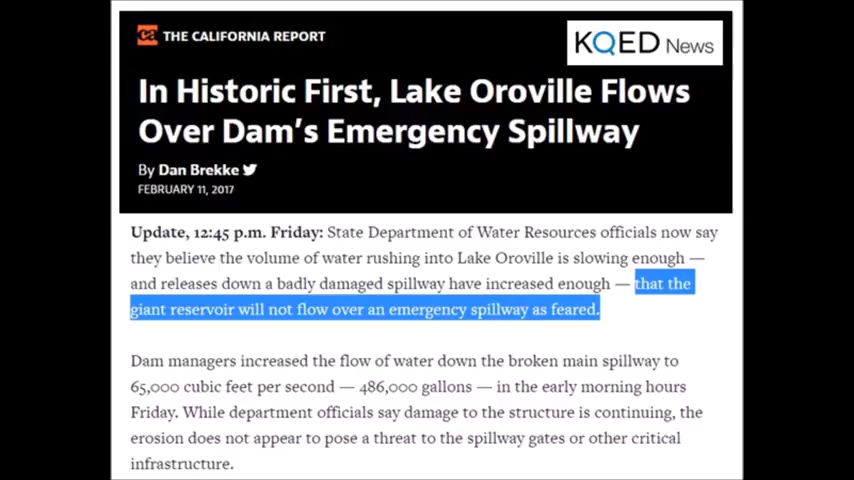 ca THE CALIFORNIA REPORT
KQED News
In Historic First, Lake Oroville Flows
Over Dam's Emergency Spillway
By Dan Brekke
FEBRUARY 11, 2017
Update, 12:45 p.m. Friday: State Department of Water Resources officials now say
they believe the volume of water rushing into Lake Oroville is slowing enough —
and releases down a badly damaged spillway have increased enough — that the
giant reservoir will not flow over an emergency spillway as feared.
Dam managers increased the flow of water down the broken main spillway to
65,000 cubic feet per second — 486,000 gallons — in the early morning hours
Friday. While department officials say damage to the structure is continuing, the
erosion does not appear to pose a threat to the spillway gates or other critical
infrastructure.